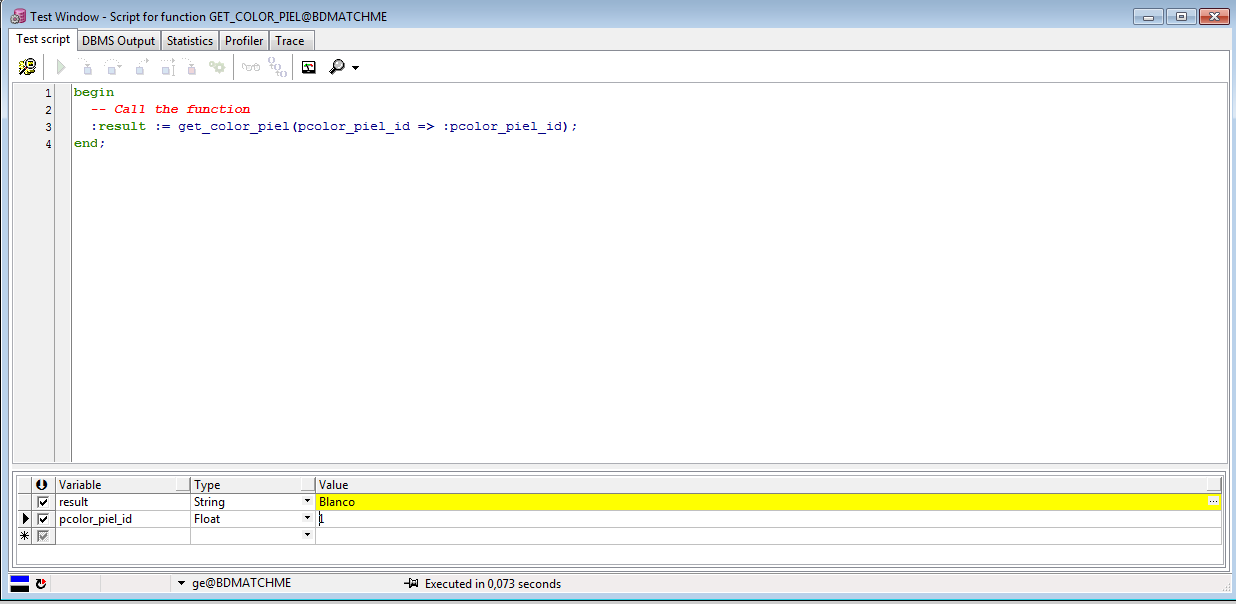 Test Window - Script for function GET_COLOR_PIEL@BDMATCHME
Test script DBMS Output Statistics Profiler Trace
1 begin
2 -- Call the function
3 :result := get_color_piel(pcolor_piel_id => :pcolor_piel_id);
4 end;
Variable Type Value
result String Blanco
pcolor_piel_id Float 1
ge@BDMATCHME Executed in 0,073 seconds